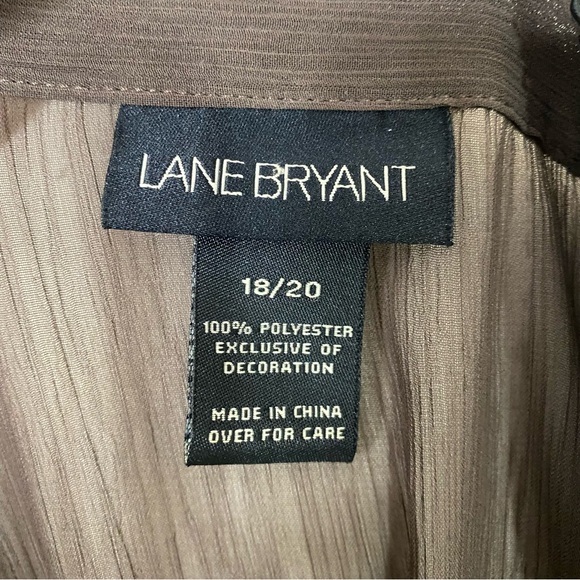 LANE BRYANT
18/20
100% POLYESTER
EXCLUSIVE OF
DECORATION
MADE IN CHINA
OVER FOR CARE